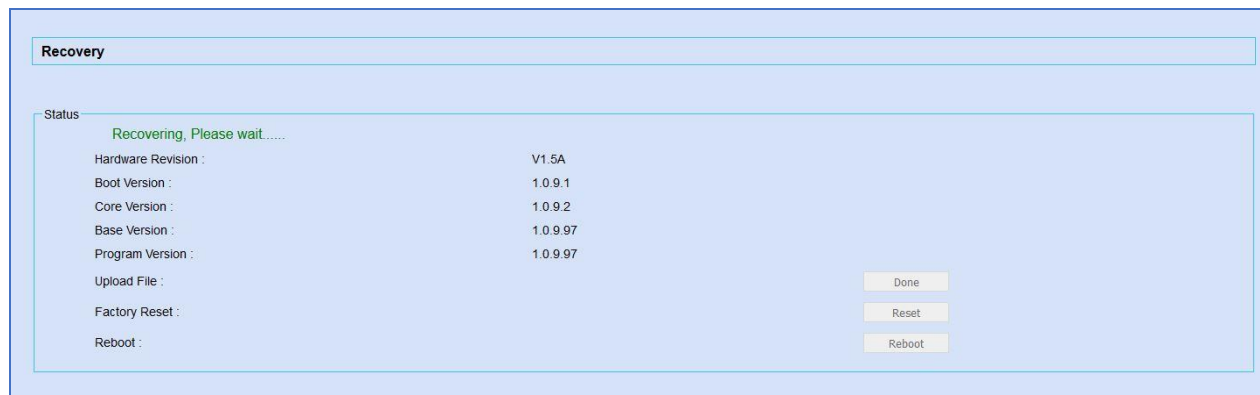 Recovery
Status
Recovering, Please wait......
Hardware Revision : V1.5A
Boot Version : 1.0.9.1
Core Version : 1.0.9.2
Base Version : 1.0.9.97
Program Version : 1.0.9.97
Upload File : Done
Factory Reset : Reset
Reboot : Reboot